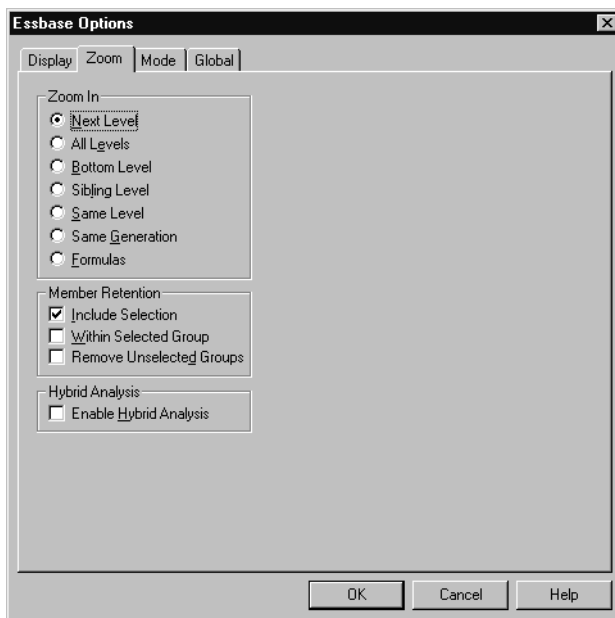 Essbase Options
Display Zoom Mode Global
Zoom In
Next Level
All Levels
Bottom Level
Sibling Level
Same Level
Same Generation
Formulas
Member Retention
Include Selection
Within Selected Group
Remove Unselected Groups
Hybrid Analysis
Enable Hybrid Analysis
OK Cancel Help